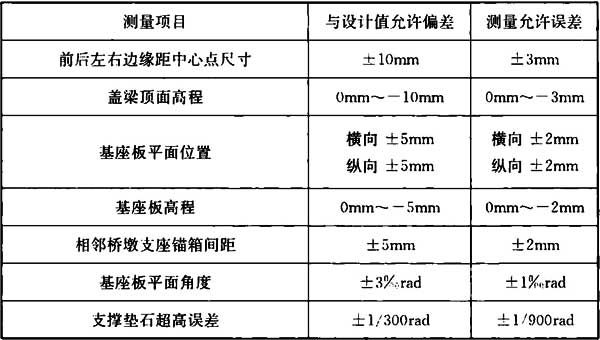 测量项目 与设计值允许偏差 测量允许误差
前后左右边缘距中心点尺寸 ±10mm ±3mm
盖梁顶面高程 0mm~-10mm 0mm~-3mm
基座板平面位置 横向 ±5mm 横向 ±2mm
纵向 ±5mm 纵向 ±2mm
基座板高程 0mm~-5mm 0mm~-2mm
相邻桥墩支座锚箱间距 ±5mm ±2mm
基座板平面角度 ±3‰rad ±1‰rad
支撑垫石超高误差 ±1/300rad ±1/900rad